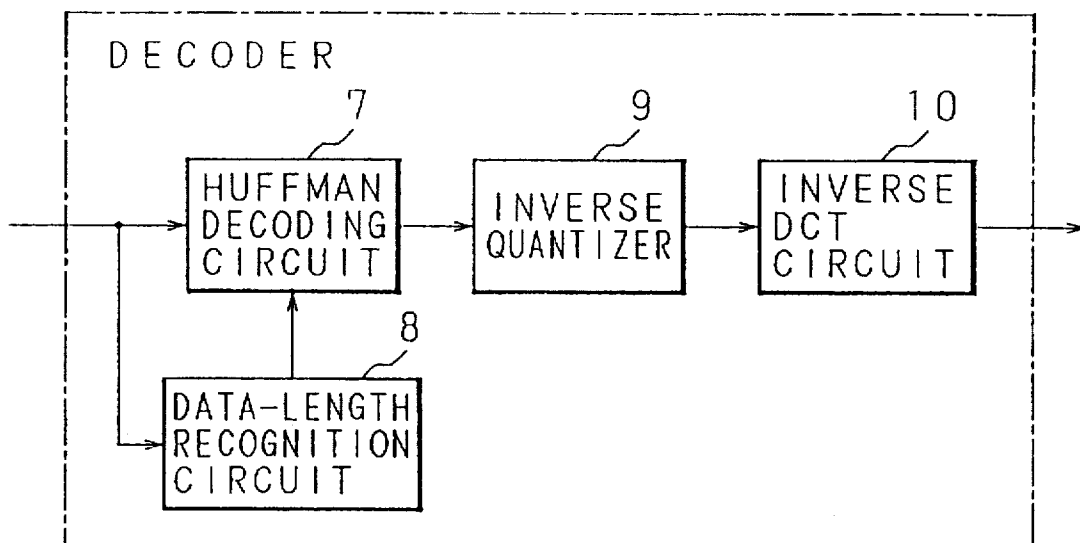 DECODER
7
9
10
HUFFMAN
DECODING
CIRCUIT
INVERSE
QUANTIZER
INVERSE
DCT
CIRCUIT
8
DATA-LENGTH
RECOGNITION
CIRCUIT